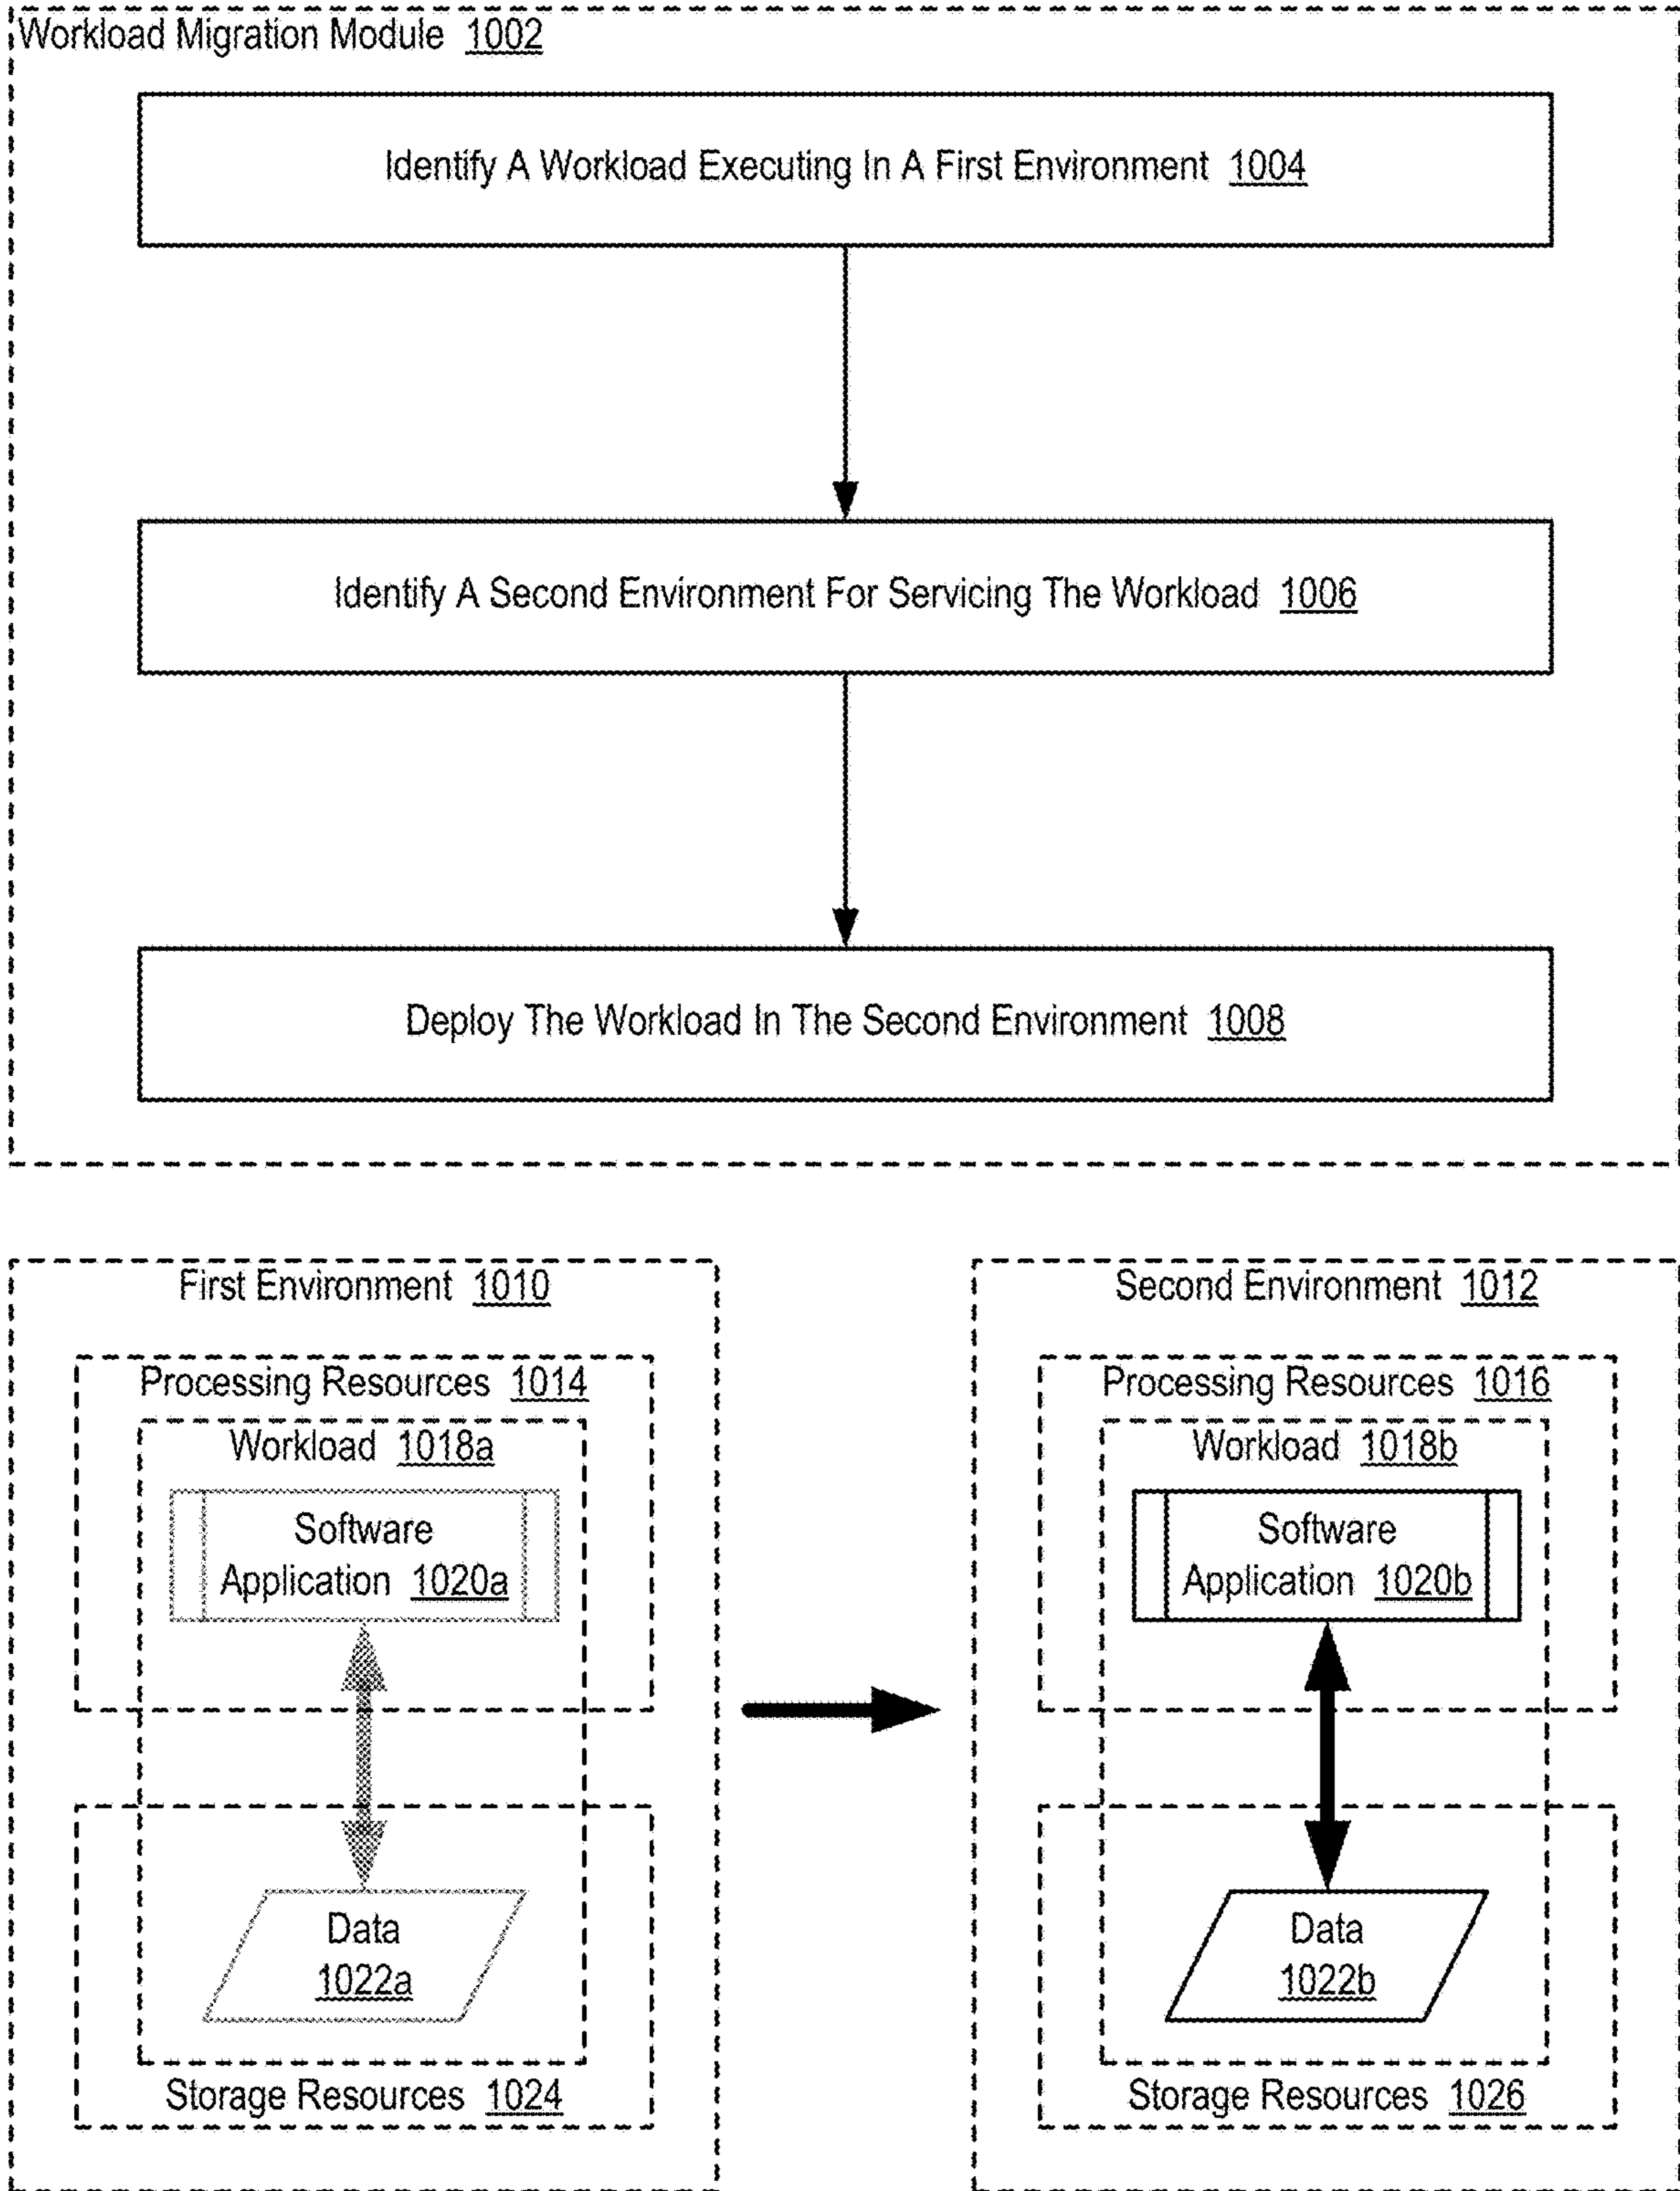 Workload Migration Module 1002
Identify A Workload Executing In A First Environment 1004
Identify A Second Environment For Servicing The Workload 1006
Deploy The Workload In The Second Environment 1008
First Environment 1010
Processing Resources 1014
Workload 1018a
Software
Application 1020a
Data
1022a
Storage Resources 1024
Second Environment 1012
Processing Resources 1016
Workload 1018b
Software
Application 1020b
Data
1022b
Storage Resources 1026